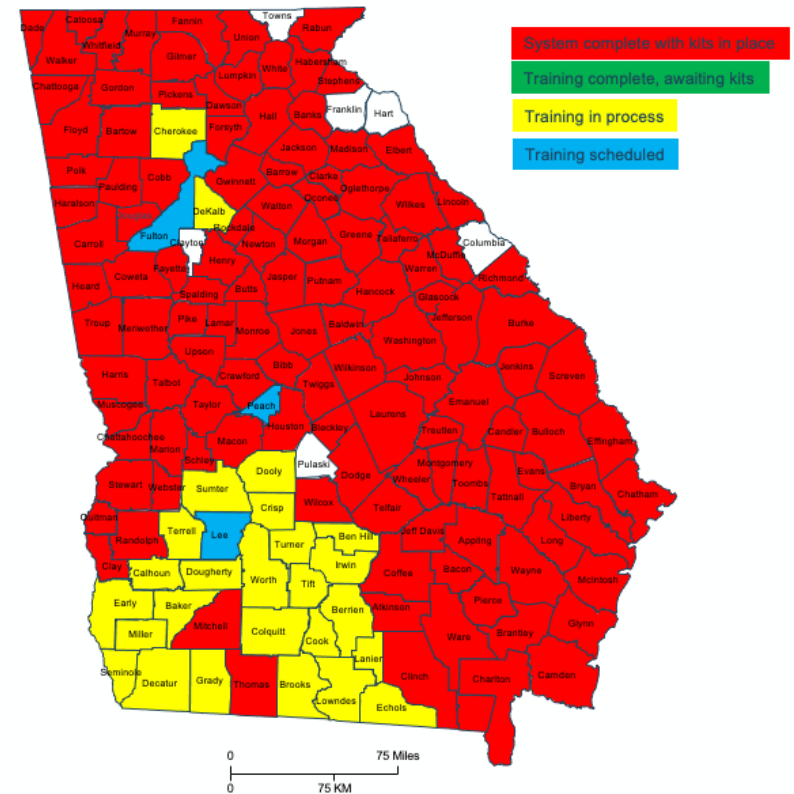 System complete with kits in place
Training complete, awaiting kits
Training in process
Training scheduled
Towns
Dade
Catoosa
Fannin
Rabun
Whitfield
Murray
Union
Walker
Gilmer
White
Habersham
Lumpkin
Stephens
Chattooga
Gordon
Pickens
Dawson
Franklin
Hart
Hall
Banks
Floyd
Bartow
Cherokee
Forsyth
Jackson
Madison
Elbert
Polk
Cobb
Barrow
Clarke
Paulding
Gwinnett
Oglethorpe
Oconee
Haralson
Walton
Wilkes
Lincoln
DeKalb
Rockdale
Fulton
Clayton
Newton
Morgan
Greene
Taliaferro
Columbia
Carroll
McDuffie
Henry
Warren
Fayette
Coweta
Jasper
Putnam
Richmond
Heard
Butts
Hancock
Glascock
Spalding
Troup
Meriwether
Pike
Lamar
Monroe
Jones
Baldwin
Jefferson
Burke
Washington
Upson
Bibb
Wilkinson
Jenkins
Harris
Talbot
Crawford
Twiggs
Johnson
Screven
Muscogee
Taylor
Peach
Laurens
Emanuel
Houston
Bleckley
Treutlen
Candler
Bulloch
Chattahoochee
Marion
Macon
Effingham
Schley
Pulaski
Dooly
Dodge
Montgomery
Wheeler
Evans
Stewart
Webster
Sumter
Toombs
Bryan
Tattnall
Chatham
Crisp
Wilcox
Telfair
Quitman
Liberty
Terrell
Lee
Randolph
Turner
Ben Hill
Jeff Davis
Appling
Long
Irwin
Clay
Calhoun
Dougherty
Worth
Tift
Coffee
Bacon
Wayne
McIntosh
Early
Baker
Berrien
Atkinson
Pierce
Miller
Mitchell
Colquitt
Cook
Ware
Brantley
Glynn
Lanier
Seminole
Decatur
Grady
Thomas
Brooks
Clinch
Charlton
Camden
Lowndes
Echols
0 75 Miles
0 75 KM